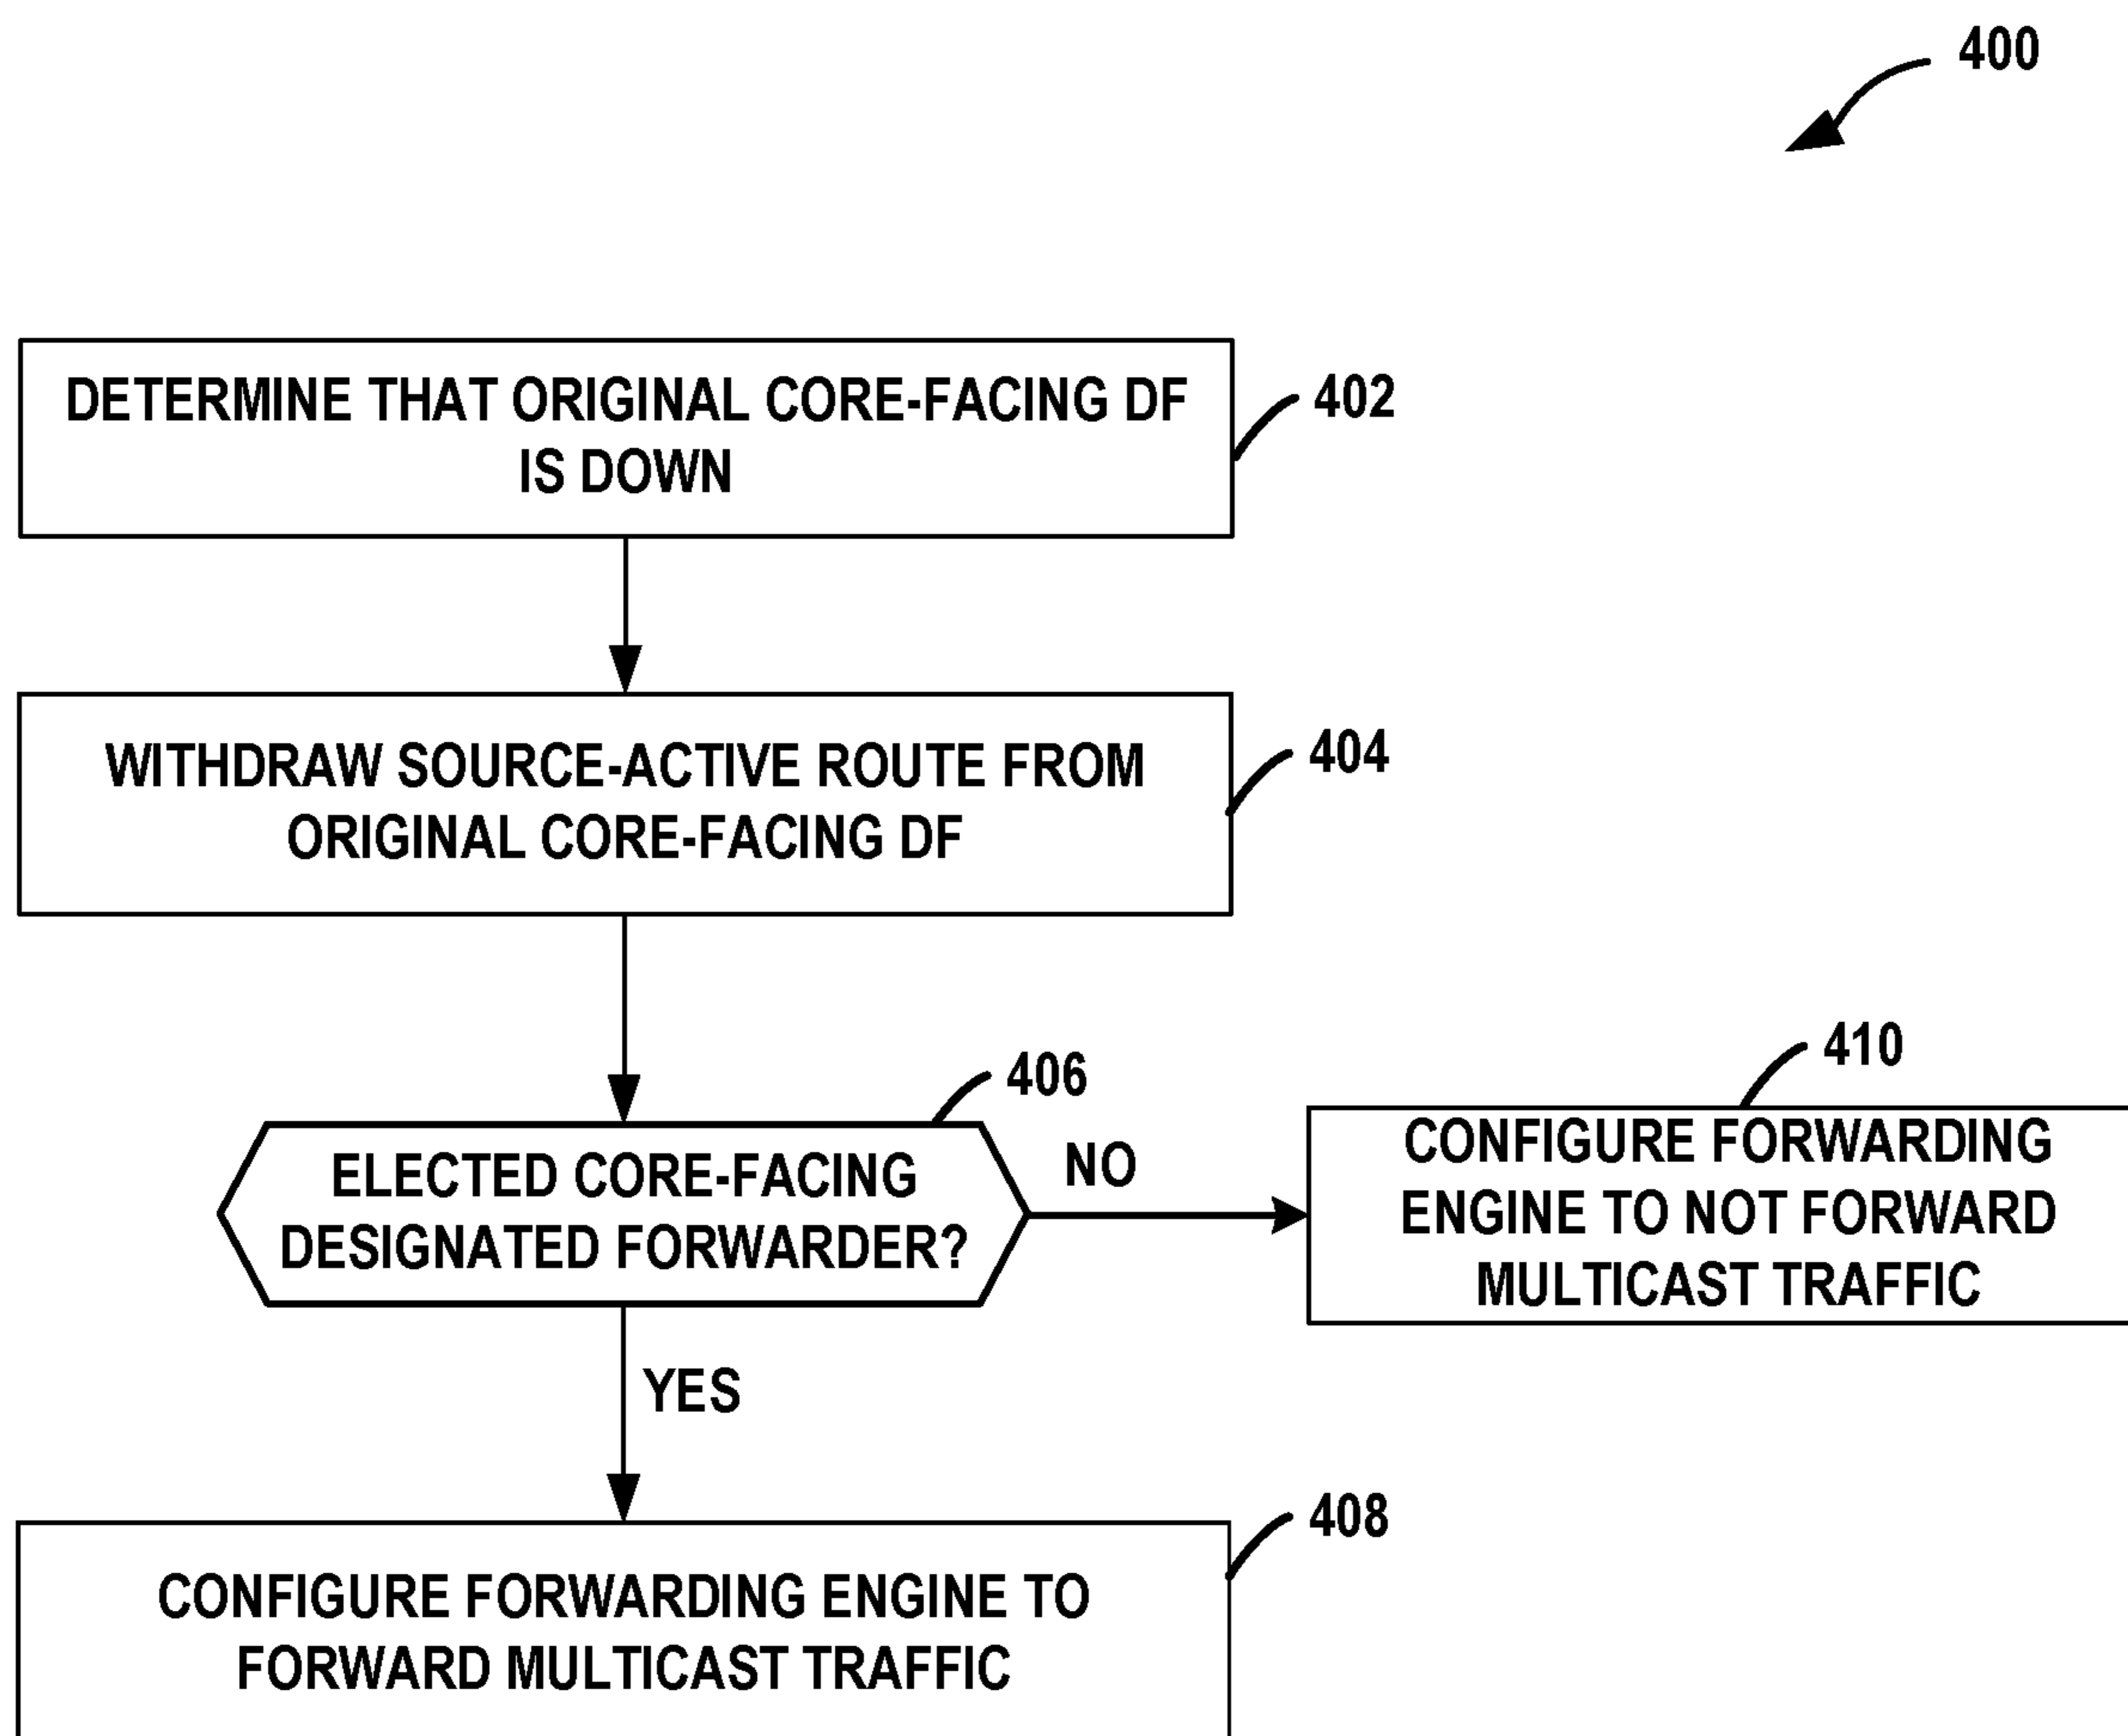 400
DETERMINE THAT ORIGINAL CORE-FACING DF
IS DOWN
402
WITHDRAW SOURCE-ACTIVE ROUTE FROM
ORIGINAL CORE-FACING DF
404
406
ELECTED CORE-FACING
DESIGNATED FORWARDER?
NO
410
CONFIGURE FORWARDING
ENGINE TO NOT FORWARD
MULTICAST TRAFFIC
YES
408
CONFIGURE FORWARDING ENGINE TO
FORWARD MULTICAST TRAFFIC